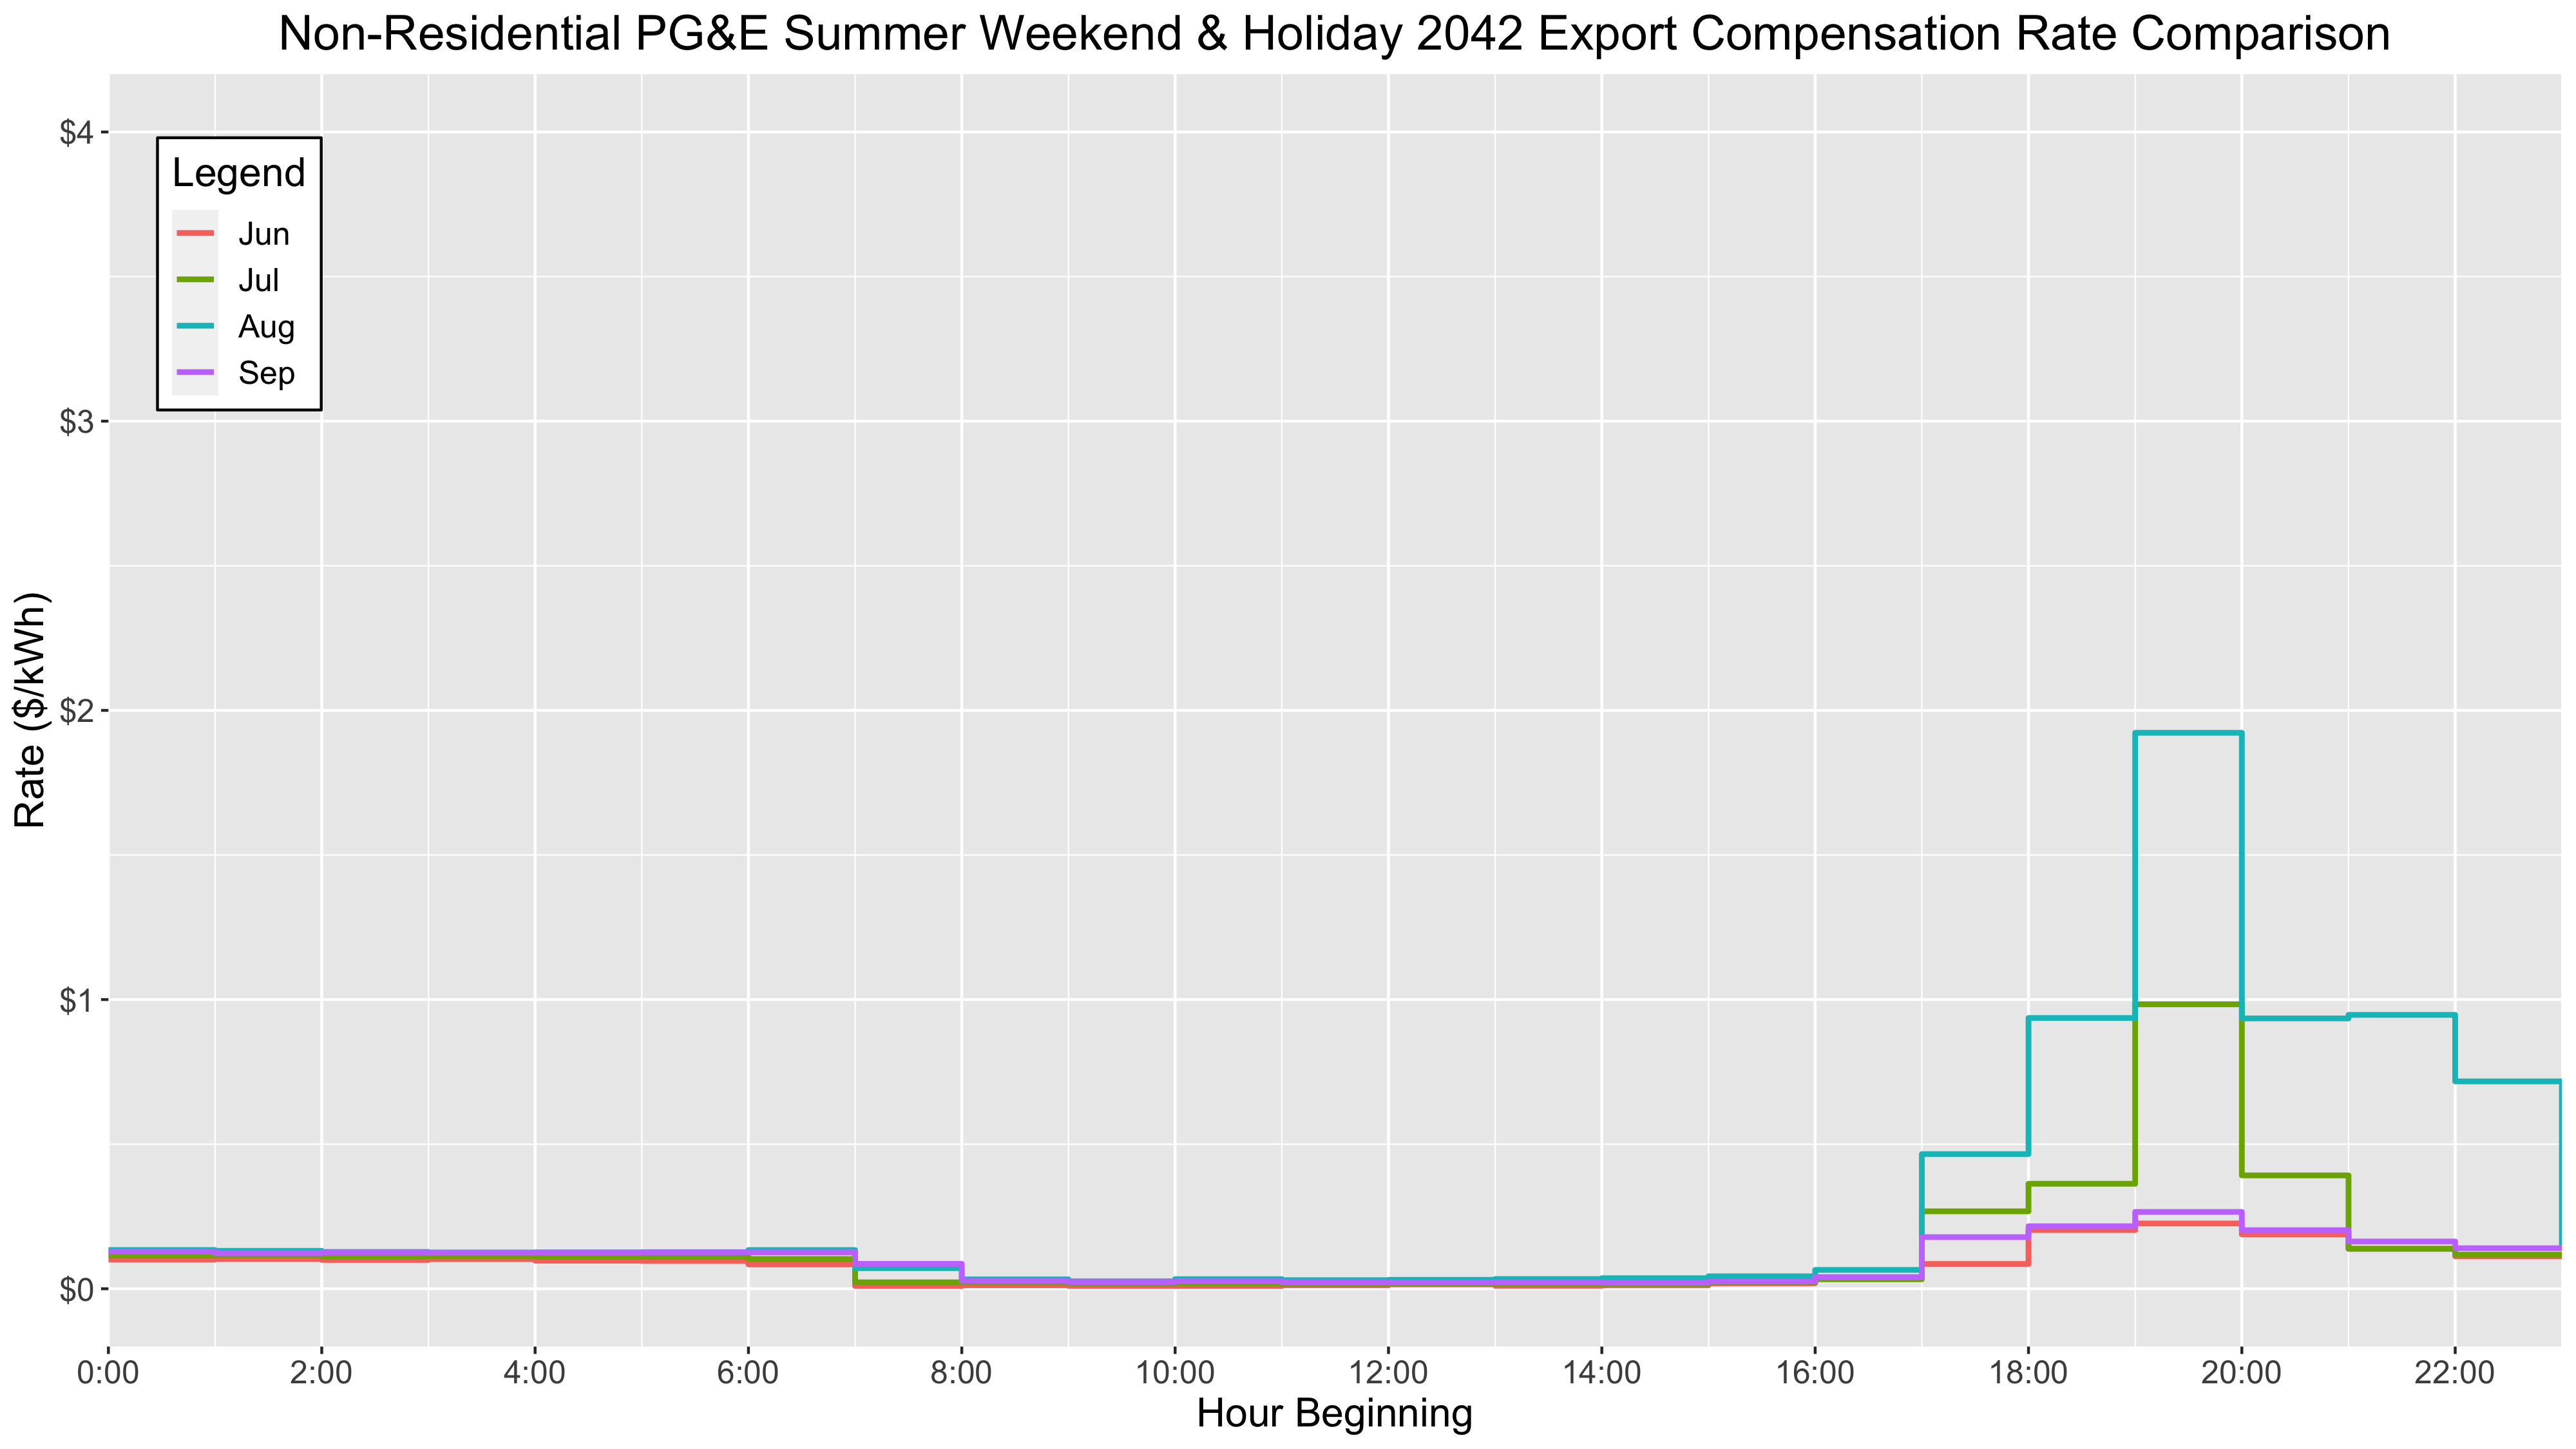 Non-Residential PG&E Summer Weekend & Holiday 2042 Export Compensation Rate Comparison
Legend
Jun
Jul
Aug
Sep
$4
$3
$2
$1
$0
Rate ($/kWh)
0:00 2:00 4:00 6:00 8:00 10:00 12:00 14:00 16:00 18:00 20:00 22:00
Hour Beginning